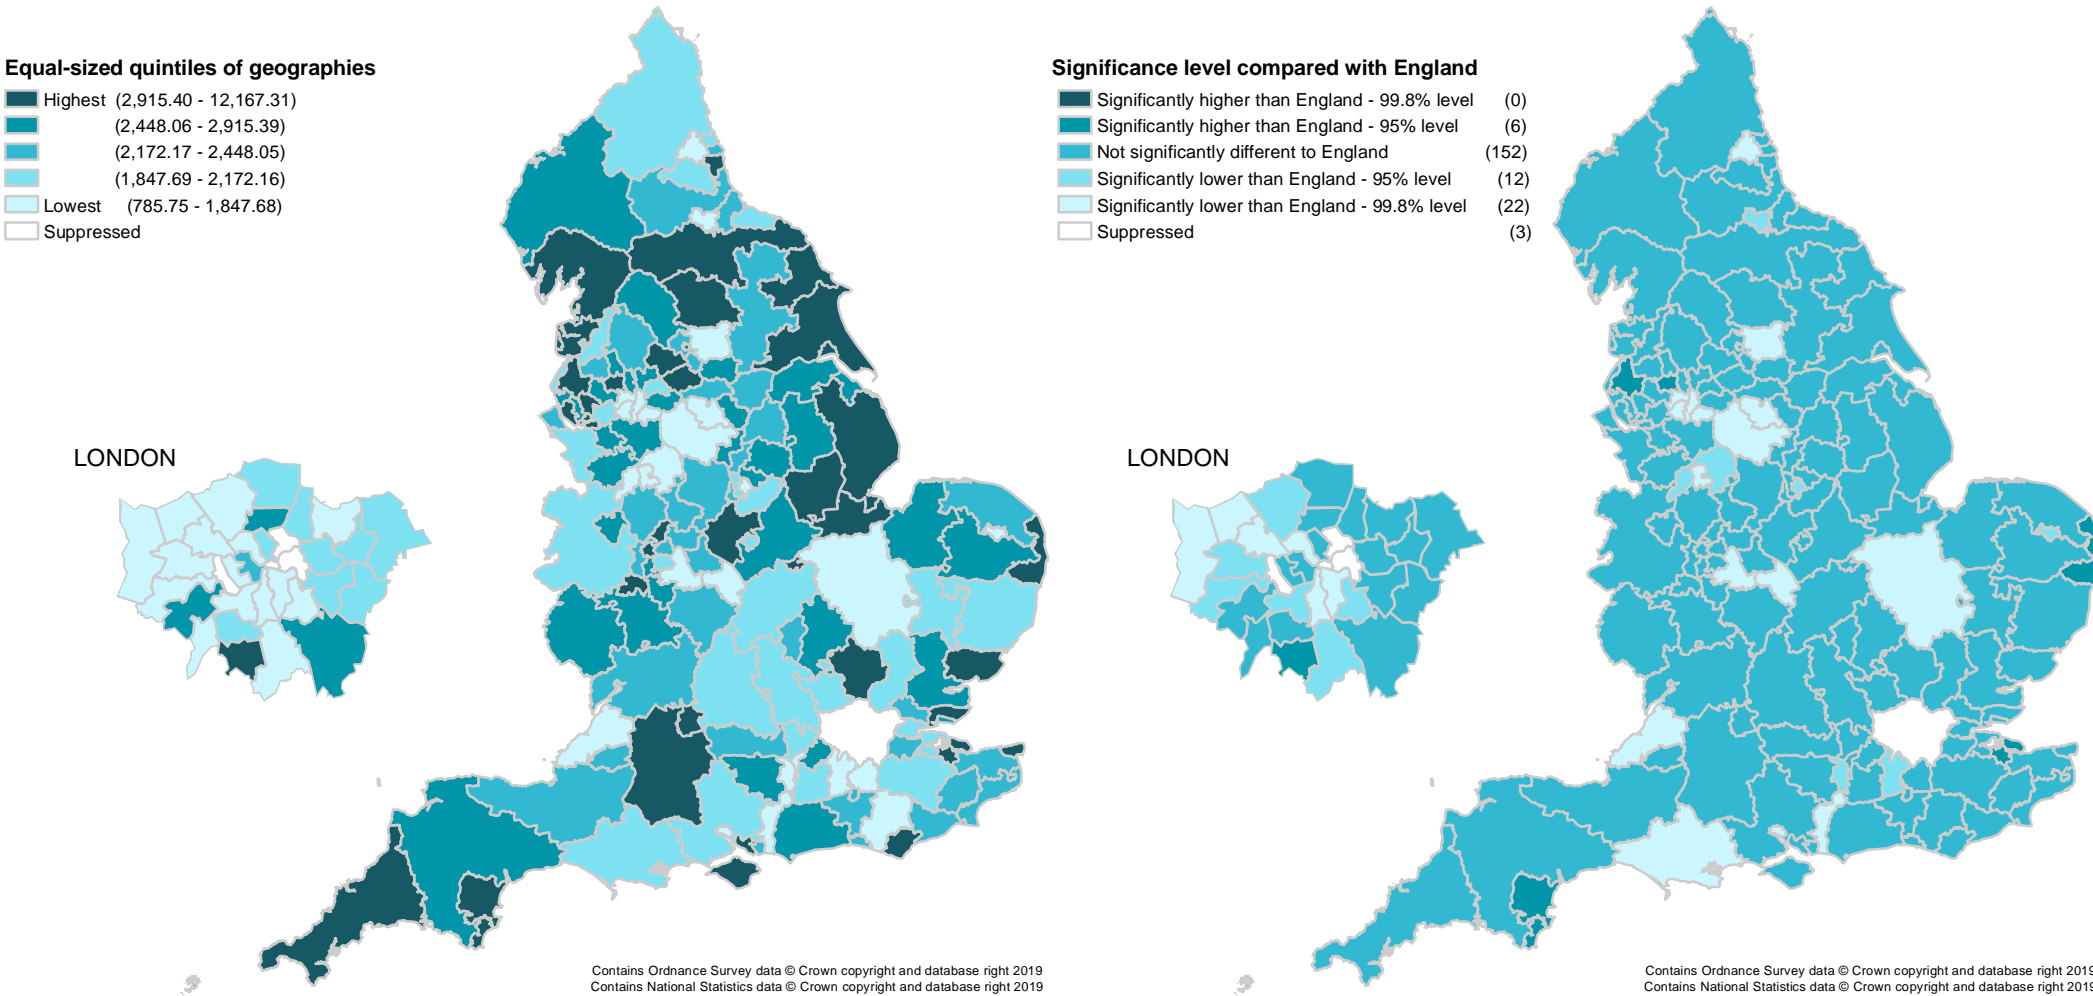 Equal-sized quintiles of geographies
Highest (2,915.40 - 12,167.31)
(2,448.06 - 2,915.39)
(2,172.17 - 2,448.05)
(1,847.69 - 2,172.16)
Lowest (785.75 - 1,847.68)
Suppressed
LONDON
Contains Ordnance Survey data © Crown copyright and database right 2019
Contains National Statistics data © Crown copyright and database right 2019
Significance level compared with England
Significantly higher than England - 99.8% level (0)
Significantly higher than England - 95% level (6)
Not significantly different to England (152)
Significantly lower than England - 95% level (12)
Significantly lower than England - 99.8% level (22)
Suppressed (3)
LONDON
Contains Ordnance Survey data © Crown copyright and database right 2019
Contains National Statistics data © Crown copyright and database right 2019